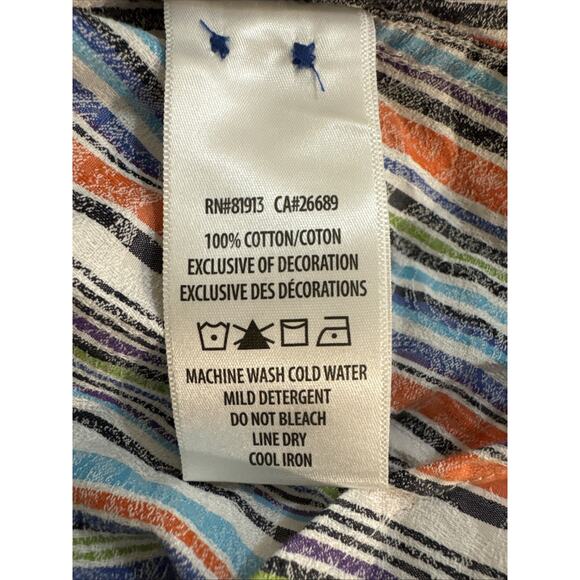 RN#81913 CA#26689
100% COTTON/COTON
EXCLUSIVE OF DECORATION
EXCLUSIVE DES DÉCORATIONS
MACHINE WASH COLD WATER
MILD DETERGENT
DO NOT BLEACH
LINE DRY
COOL IRON